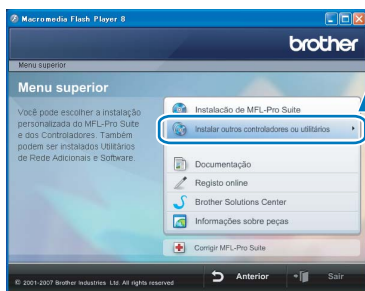 Macromedia Flash Player 8
brother
Menu superior
Menu superior
Você pode escolher a instalação
personalizada do MFL-Pro Suite
e dos Controladores. Também
podem ser instalados Utilitários
de Rede Adicionais e Software.
Instalação de MFL-Pro Suite
Instalar outros controladores ou utilitários
Documentação
Registo online
Brother Solutions Center
Informações sobre peças
Corrigir MFL-Pro Suite
© 2001-2007 Brother Industries, Ltd. All rights reserved
Anterior
Sair